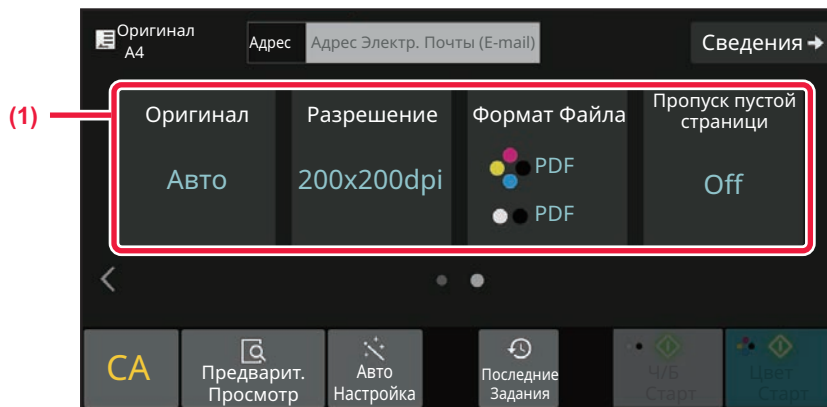 Оригинал
A4
Адрес
Адрес Электр. Почты (E-mail)
Сведения
(1)
Оригинал
Разрешение
Формат Файла
Пропуск пустой
страници
Авто
200x200dpi
PDF
PDF
Off
CA
Предварит.
Просмотр
Авто
Настройка
Последние
Задания
Ч/Б
Старт
Цвет
Старт